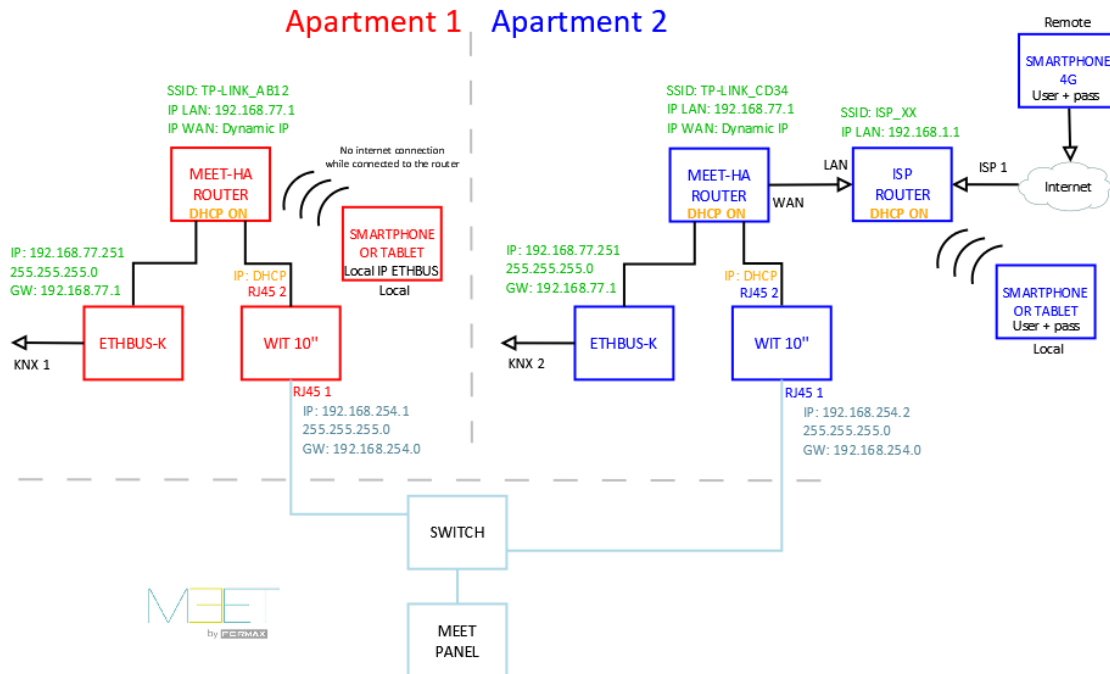 Apartment 1
Apartment 2
Remote
SMARTPHONE
4G
User + pass
SSID: TP-LINK_AB12
IP LAN: 192.168.77.1
IP WAN: Dynamic IP
SSID: TP-LINK_CD34
IP LAN: 192.168.77.1
IP WAN: Dynamic IP
SSID: ISP_XX
IP LAN: 192.168.1.1
No internet connection
while connected to the router
MEET-HA
ROUTER
DHCP ON
MEET-HA
ROUTER
DHCP ON
LAN
WAN
ISP
ROUTER
DHCP ON
ISP 1
Internet
SMARTPHONE
OR TABLET
Local IP ETHBUS
Local
IP: 192.168.77.251
255.255.255.0
GW: 192.168.77.1
IP: DHCP
RJ45 2
IP: 192.168.77.251
255.255.255.0
GW: 192.168.77.1
IP: DHCP
RJ45 2
SMARTPHONE
OR TABLET
User + pass
Local
KNX 1
ETHBUS-K
WIT 10"
KNX 2
ETHBUS-K
WIT 10"
RJ45 1
IP: 192.168.254.1
255.255.255.0
GW: 192.168.254.0
RJ45 1
IP: 192.168.254.2
255.255.255.0
GW: 192.168.254.0
SWITCH
MEET
PANEL
MEET
by FERMAX